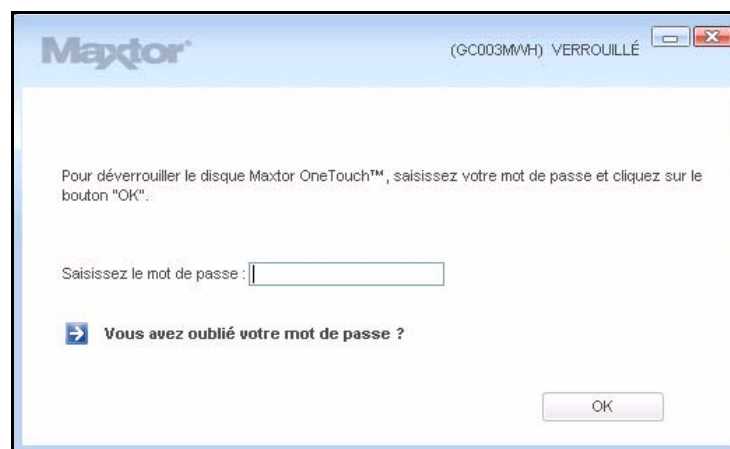 Maxtor
(GC003MWH) VERROUILLÉ
Pour déverrouiller le disque Maxtor OneTouch™, saisissez votre mot de passe et cliquez sur le
bouton "OK".
Saisissez le mot de passe :
Vous avez oublié votre mot de passe ?
OK